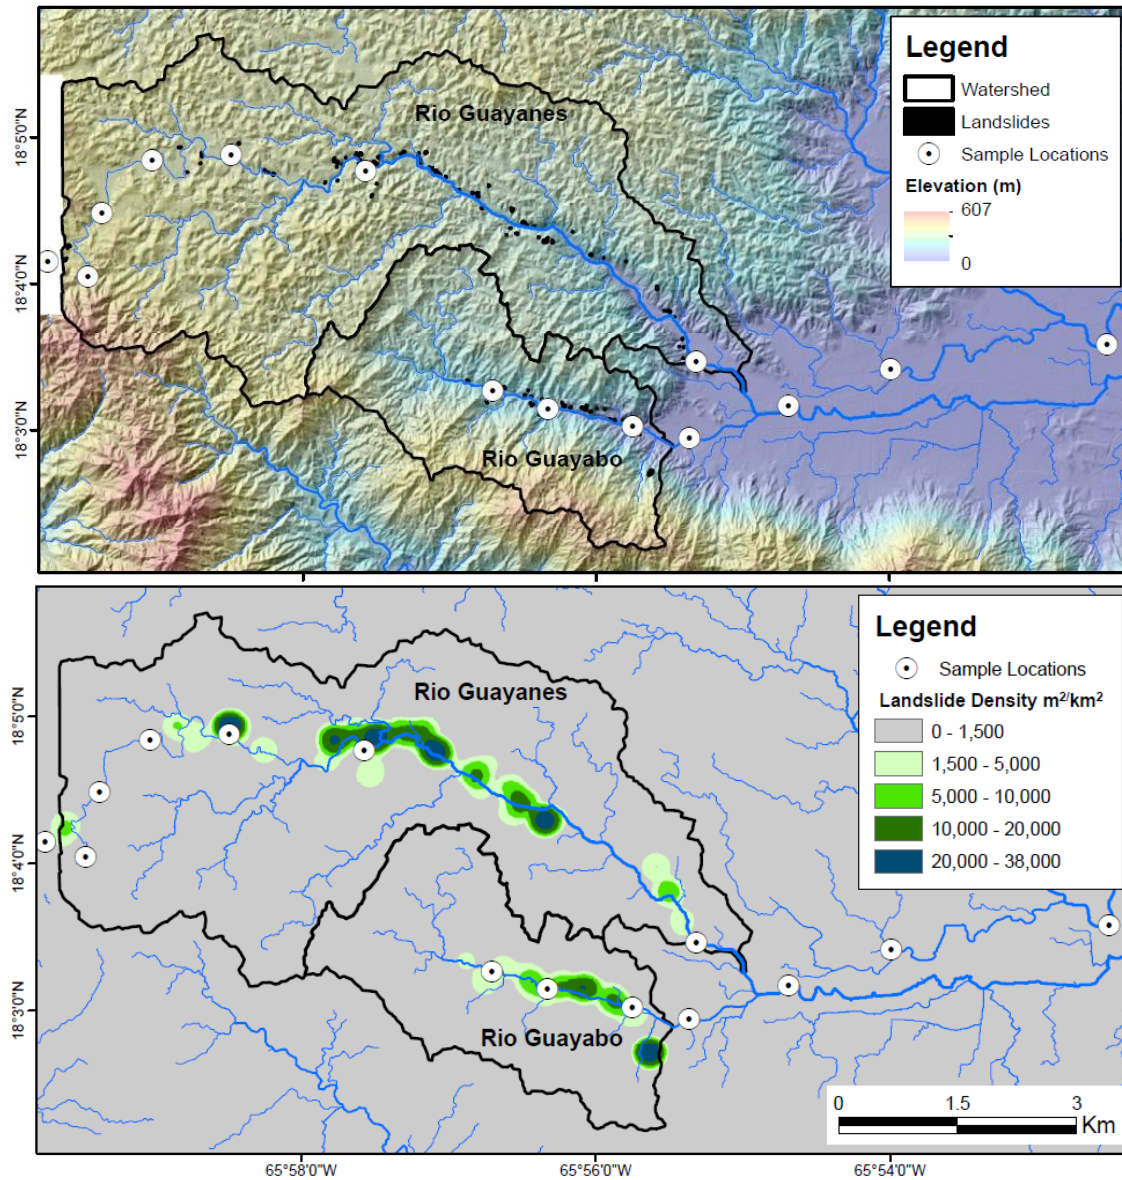 Legend
Watershed
Landslides
Sample Locations
Elevation (m)
607
0
Rio Guayanes
Rio Guayabo
18°5'0"N
18°4'0"N
18°3'0"N
Legend
Sample Locations
Landslide Density m²/km²
0 - 1,500
1,500 - 5,000
5,000 - 10,000
10,000 - 20,000
20,000 - 38,000
Rio Guayanes
Rio Guayabo
18°5'0"N
18°4'0"N
18°3'0"N
0 1.5 3
Km
65°58'0"W 65°56'0"W 65°54'0"W